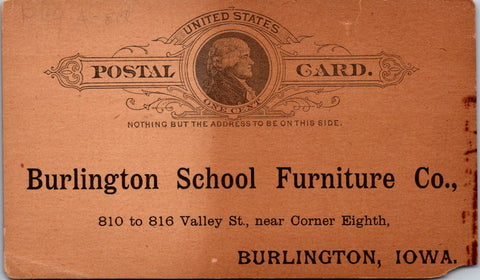 UNITED STATES
POSTAL CARD.
ONE CENT
NOTHING BUT THE ADDRESS TO BE ON THIS SIDE.
Burlington School Furniture Co.,
810 to 816 Valley St., near Corner Eighth,
BURLINGTON, IOWA.